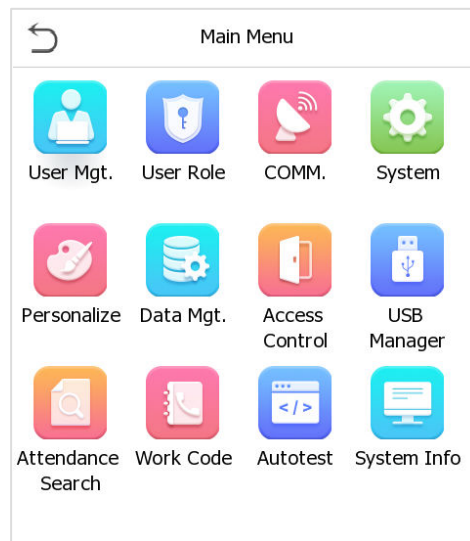 Main Menu
User Mgt. User Role COMM. System
Personalize Data Mgt. Access Control USB Manager
Attendance Search Work Code Autotest System Info